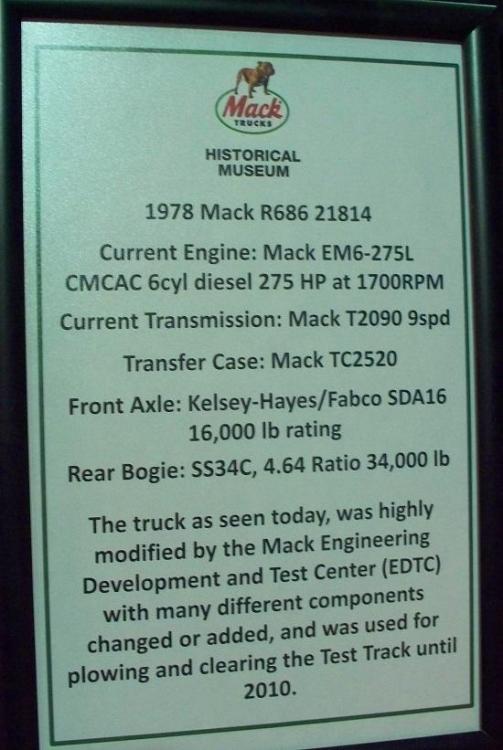 Mack
TRUCKS
HISTORICAL
MUSEUM
1978 Mack R686 21814
Current Engine: Mack EM6-275L
CMCAC 6cyl diesel 275 HP at 1700RPM
Current Transmission: Mack T2090 9spd
Transfer Case: Mack TC2520
Front Axle: Kelsey-Hayes/Fabco SDA16
16,000 lb rating
Rear Bogie: SS34C, 4.64 Ratio 34,000 lb
The truck as seen today, was highly
modified by the Mack Engineering
Development and Test Center (EDTC)
with many different components
changed or added, and was used for
plowing and clearing the Test Track until
2010.